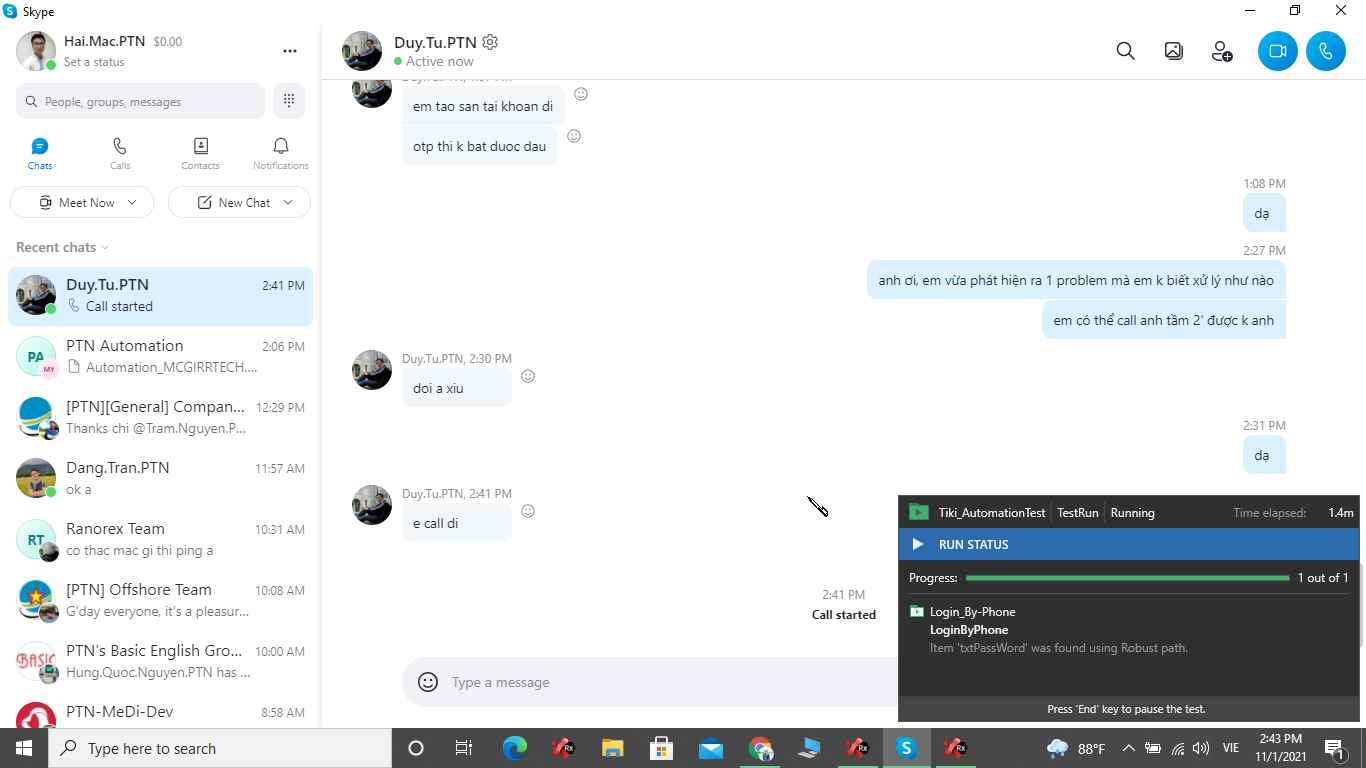 Skype
Hai.Mac.PTN $0.00
Set a status
People, groups, messages
Chats
Calls
Contacts
Notifications
Meet Now
New Chat
Recent chats
Duy.Tu.PTN 2:41 PM
Call started
PA
MY
PTN Automation 2:06 PM
Automation_MCGIRRTECH....
[PTN][General] Compan... 12:29 PM
Thanks chi @Tram.Nguyen.P...
Dang.Tran.PTN 11:57 AM
ok a
RT
Ranorex Team 10:31 AM
co thac mac gi thi ping a
[PTN] Offshore Team 10:08 AM
G'day everyone, it's a pleasur...
BASIC
PTN's Basic English Gro... 10:00 AM
Hung.Quoc.Nguyen.PTN has ...
PTN-MeDi-Dev 8:58 AM
Duy.Tu.PTN
Active now
em tao san tai khoan di
otp thi k bat duoc dau
1:08 PM
dạ
2:27 PM
anh ơi, em vừa phát hiện ra 1 problem mà em k biết xử lý như nào
em có thể call anh tầm 2' được k anh
Duy.Tu.PTN, 2:30 PM
doi a xiu
2:31 PM
dạ
Duy.Tu.PTN, 2:41 PM
e call di
2:41 PM
Call started
Type a message
Tiki_AutomationTest TestRun Running Time elapsed: 1.4m
RUN STATUS
Progress: 1 out of 1
Login_By-Phone
LoginByPhone
Item 'txtPassWord' was found using Robust path.
Press 'End' key to pause the test.
Type here to search
Rx
Rx
Rx
88°F
VIE
2:43 PM
11/1/2021
1